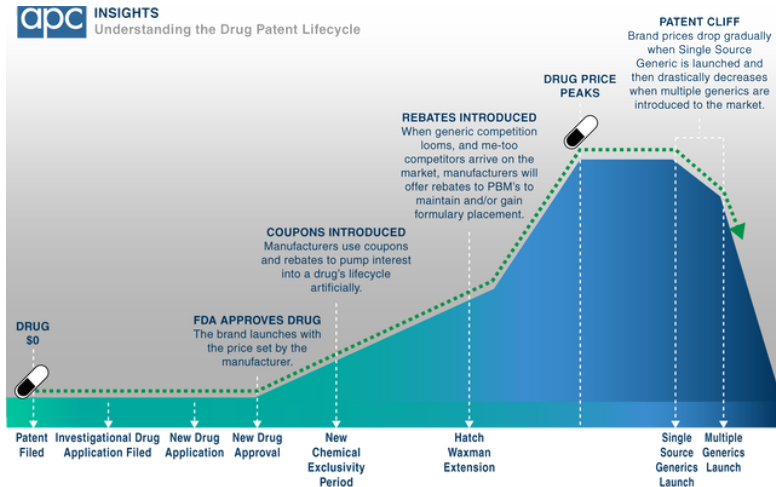 apc INSIGHTS
Understanding the Drug Patent Lifecycle
PATENT CLIFF
Brand prices drop gradually
when Single Source
Generic is launched and
then drastically decreases
when multiple generics are
introduced to the market.
DRUG PRICE
PEAKS
REBATES INTRODUCED
When generic competition
looms, and me-too
competitors arrive on the
market, manufacturers will
offer rebates to PBM's to
maintain and/or gain
formulary placement.
COUPONS INTRODUCED
Manufacturers use coupons
and rebates to pump interest
into a drug's lifecycle
artificially.
FDA APPROVES DRUG
The brand launches with
the price set by the
manufacturer.
DRUG
$0
Patent
Filed
Investigational Drug
Application Filed
New Drug
Application
New Drug
Approval
New
Chemical
Exclusivity
Period
Hatch
Waxman
Extension
Single
Source
Generics
Launch
Multiple
Generics
Launch